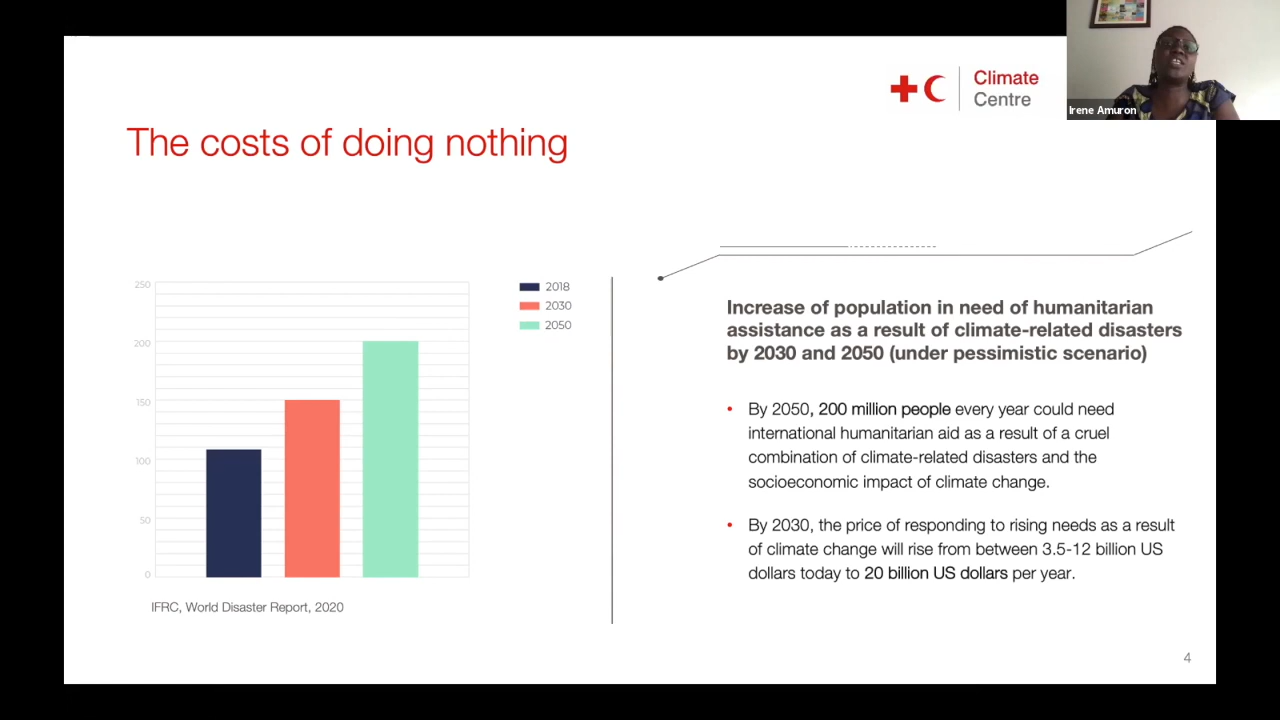 Climate
Centre
Irene Amuron
The costs of doing nothing
250
200
150
100
50
0
2018
2030
2050
IFRC, World Disaster Report, 2020
Increase of population in need of humanitarian
assistance as a result of climate-related disasters
by 2030 and 2050 (under pessimistic scenario)
• By 2050, 200 million people every year could need
international humanitarian aid as a result of a cruel
combination of climate-related disasters and the
socioeconomic impact of climate change.
• By 2030, the price of responding to rising needs as a result
of climate change will rise from between 3.5-12 billion US
dollars today to 20 billion US dollars per year.
4